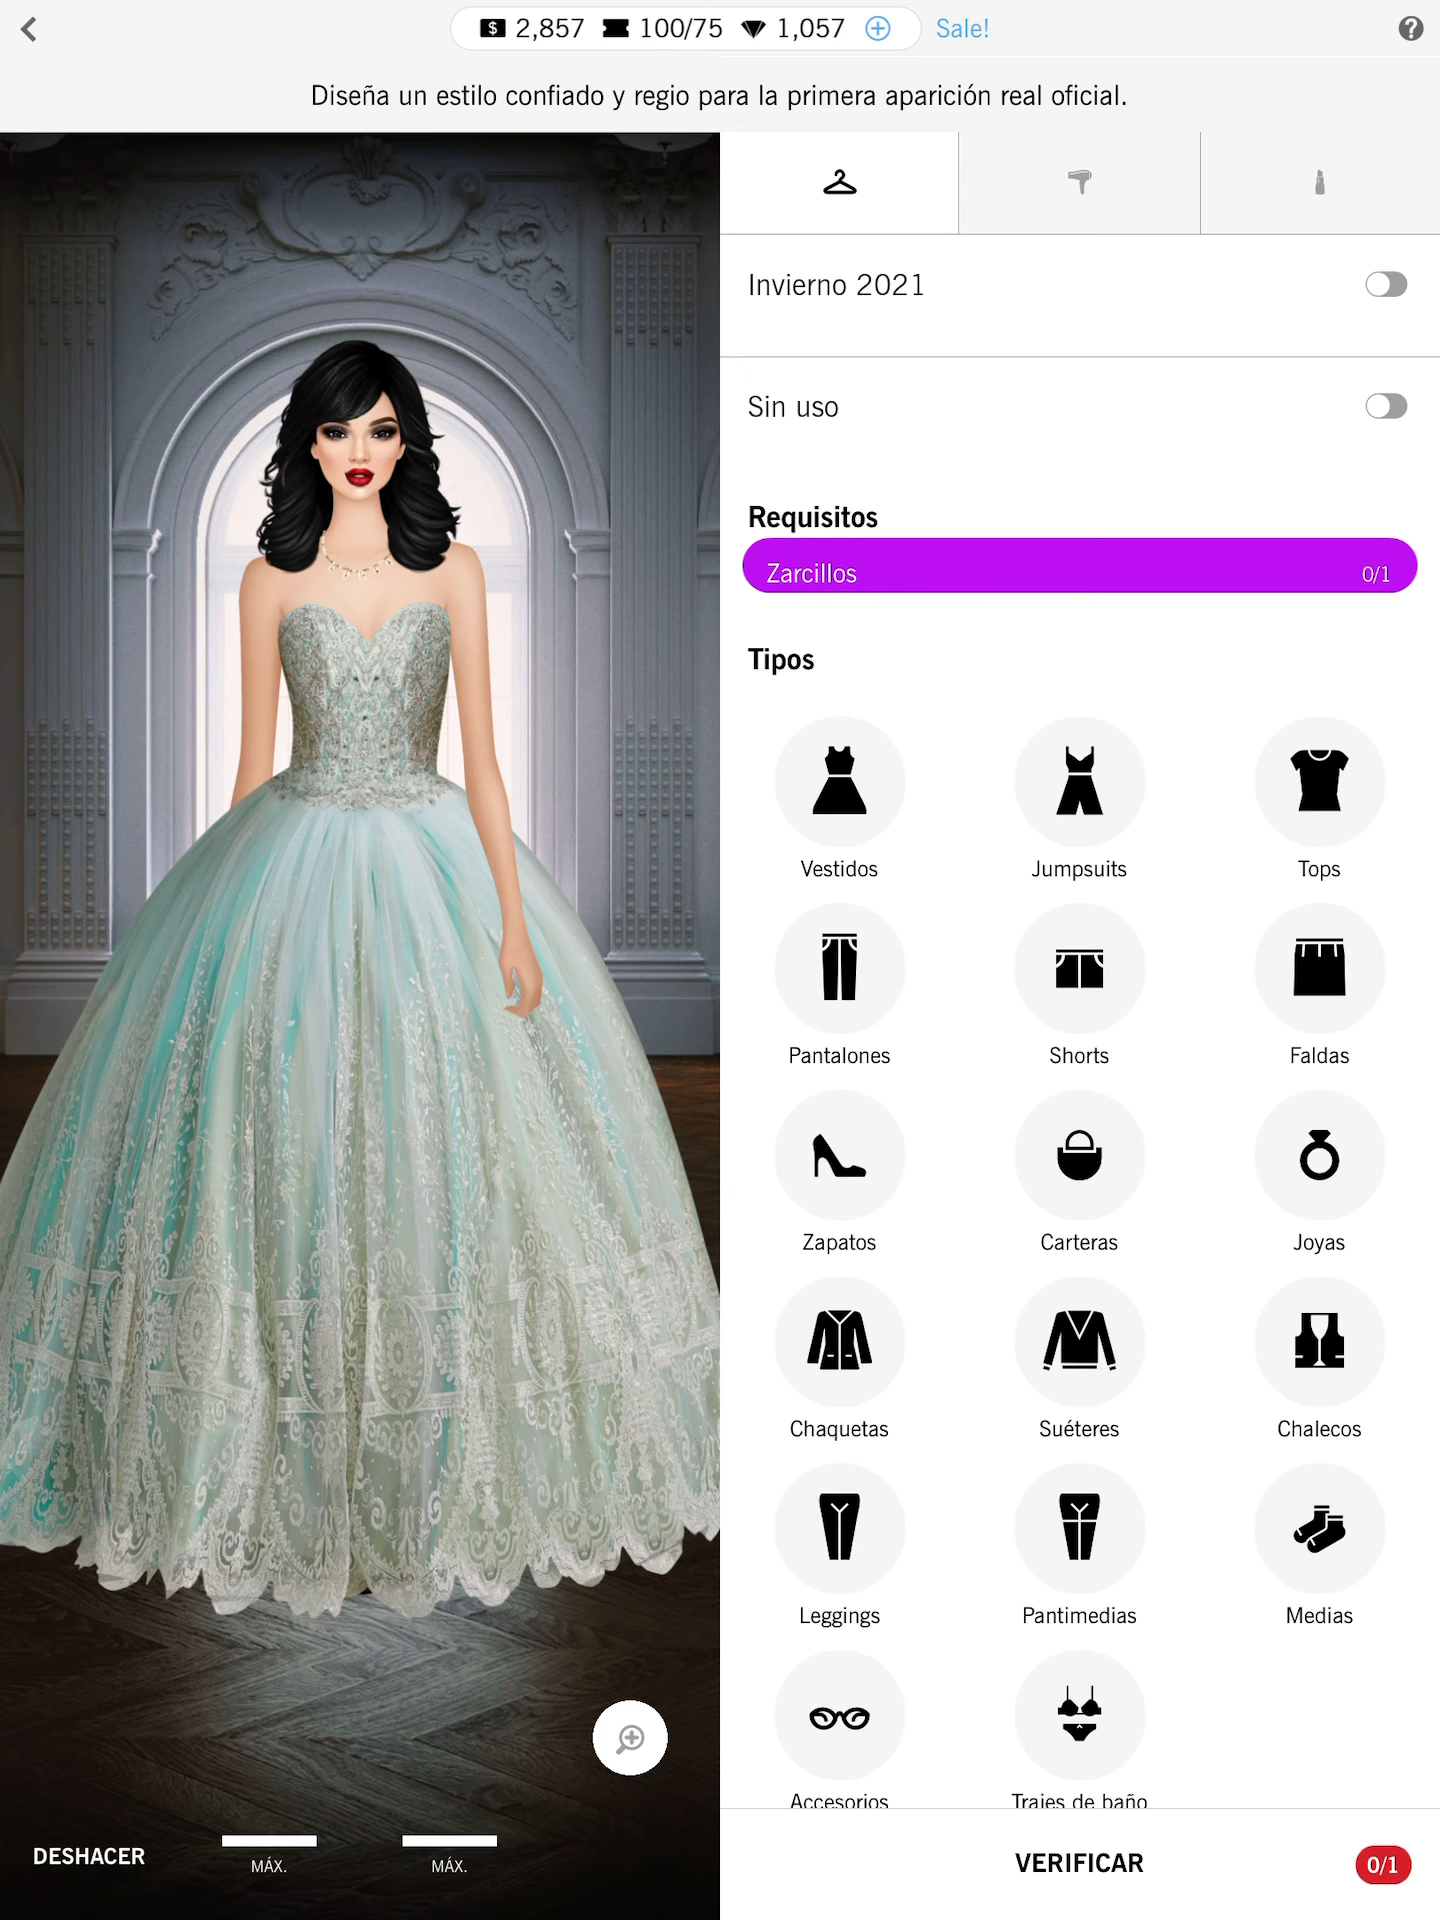 $ 2,857 100/75 1,057 Sale! ?
Diseña un estilo confiado y regio para la primera aparición real oficial.
Invierno 2021
Sin uso
Requisitos
Zarcillos 0/1
Tipos
Vestidos Jumpsuits Tops
Pantalones Shorts Faldas
Zapatos Carteras Joyas
Chaquetas Suéteres Chalecos
Leggings Pantimedias Medias
Accesorios Trajes de baño
DESHACER MÁX. MÁX.
VERIFICAR 0/1